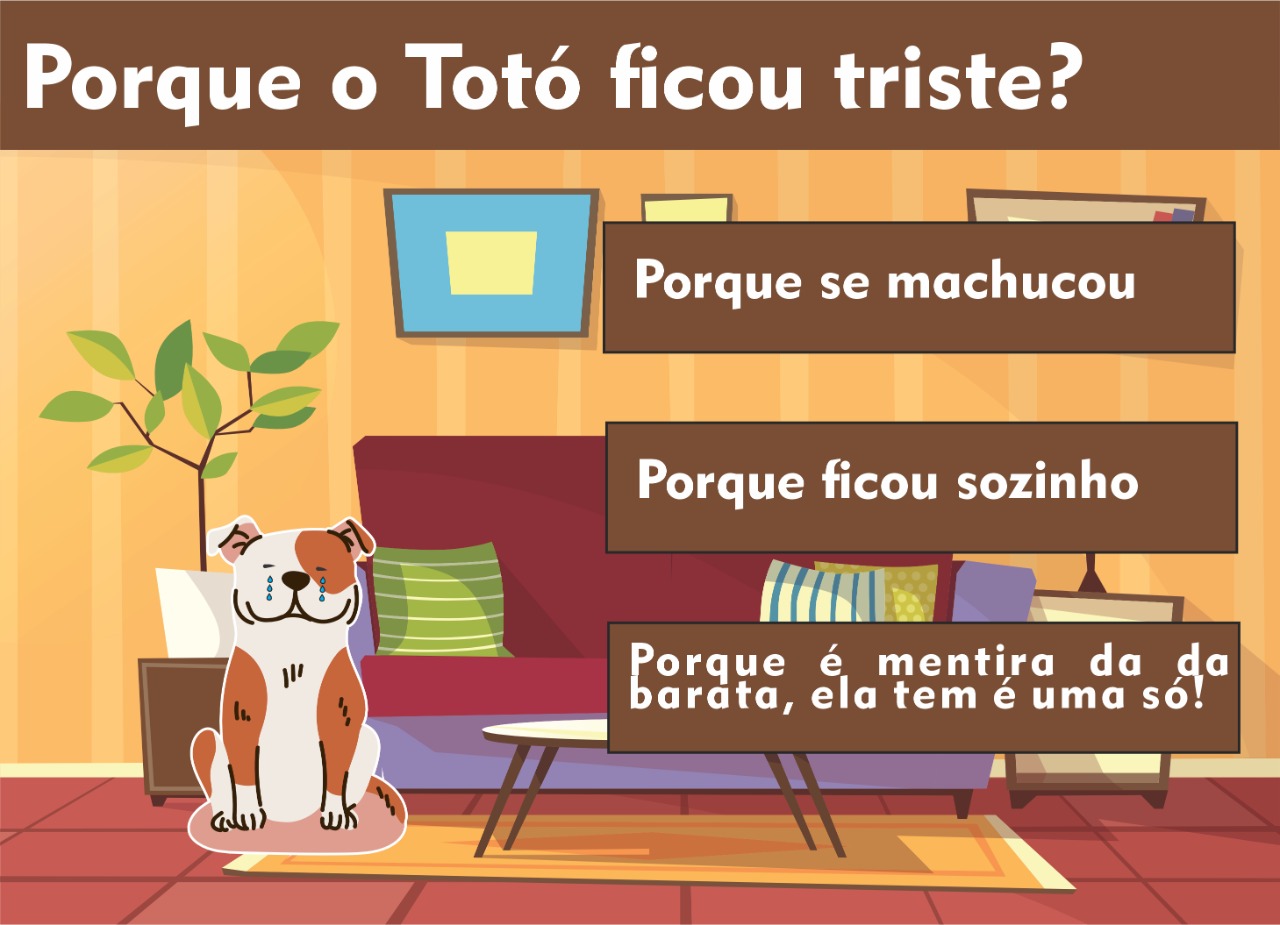 Porque o Totó ficou triste?
Porque se machucou
Porque ficou sozinho
Porque é mentira da da
barata, ela tem é uma só!